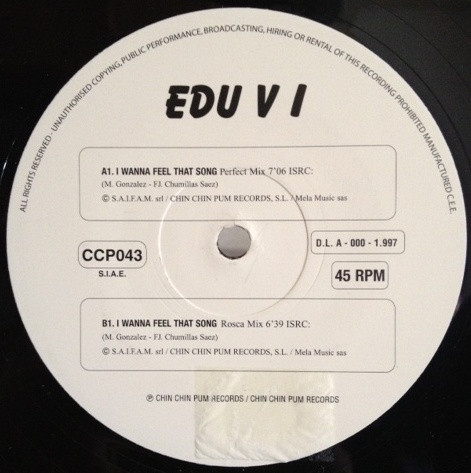 ALL RIGHTS RESERVED - UNAUTHORISED COPYING, PUBLIC PERFORMANCE, BROADCASTING, HIRING OR RENTAL OF THIS RECORDING PROHIBITED MANUFACTURED C.E.E.
EDU V I
A1. I WANNA FEEL THAT SONG Perfect Mix 7'06 ISRC:
(M. Gonzalez - FJ. Chumillas Saez)
© S.A.I.F.A.M. srl / CHIN CHIN PUM RECORDS, S.L. / Mela Music sas
CCP043
S.I.A.E.
D.L. A - 000 - 1.997
45 RPM
B1. I WANNA FEEL THAT SONG Rosca Mix 6'39 ISRC:
(M. Gonzalez - FJ. Chumillas Saez)
© S.A.I.F.A.M. srl / CHIN CHIN PUM RECORDS, S.L. / Mela Music sas
℗ CHIN CHIN PUM RECORDS / CHIN CHIN PUM RECORDS